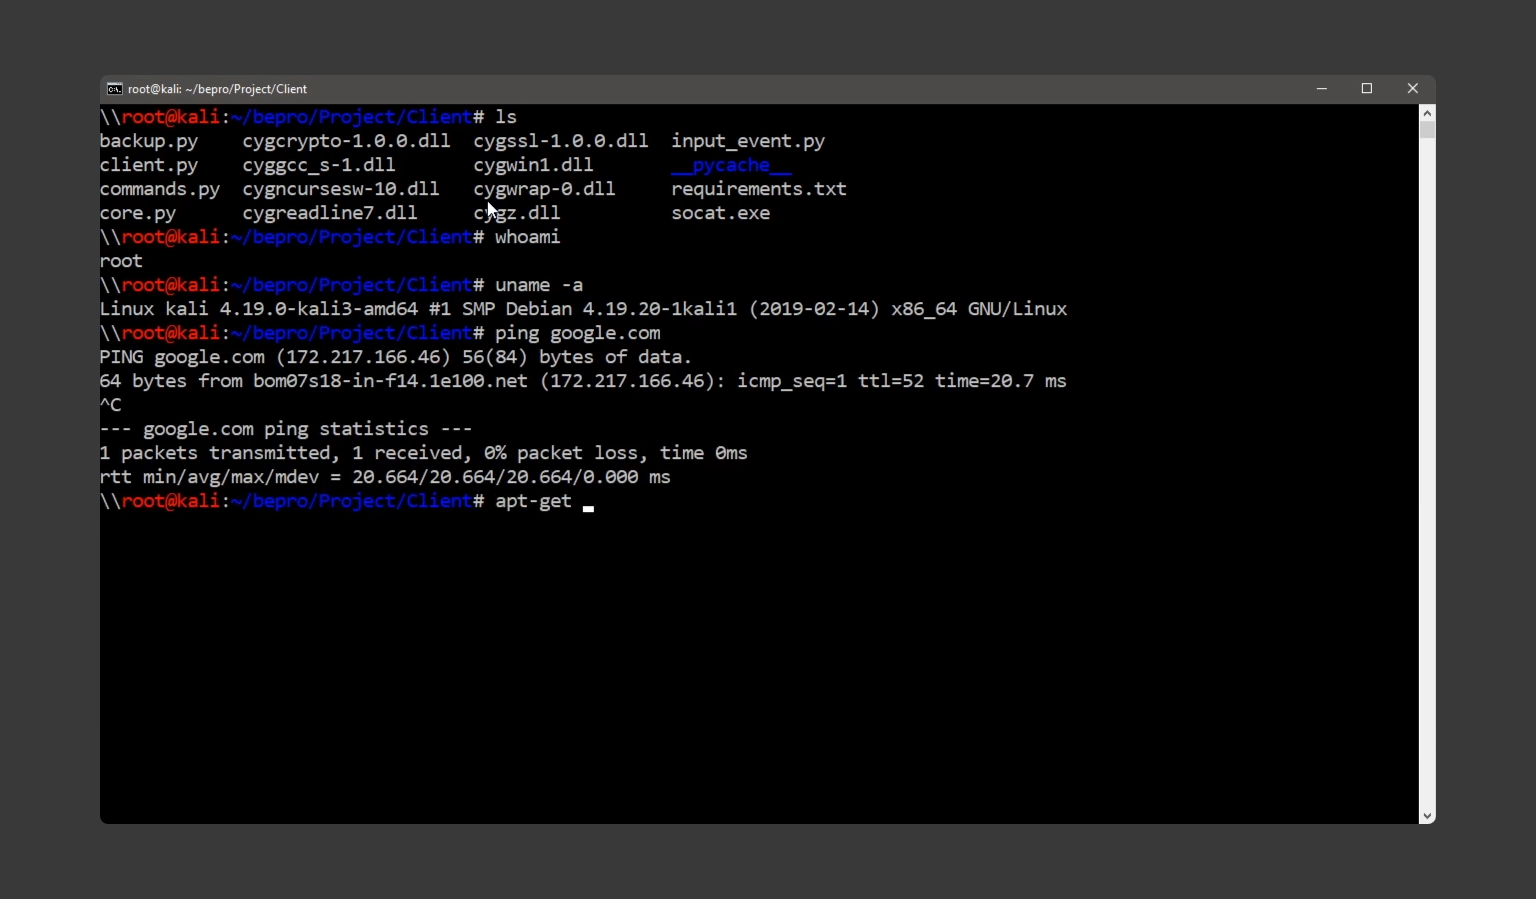 root@kali: ~/bepro/Project/Client
\\root@kali:~/bepro/Project/Client# ls
backup.py    cygcrypto-1.0.0.dll  cygssl-1.0.0.dll  input_event.py
client.py    cyggcc_s-1.dll       cygwin1.dll       __pycache__
commands.py  cygncursesw-10.dll   cygwrap-0.dll     requirements.txt
core.py      cygreadline7.dll     cygz.dll          socat.exe
\\root@kali:~/bepro/Project/Client# whoami
root
\\root@kali:~/bepro/Project/Client# uname -a
Linux kali 4.19.0-kali3-amd64 #1 SMP Debian 4.19.20-1kali1 (2019-02-14) x86_64 GNU/Linux
\\root@kali:~/bepro/Project/Client# ping google.com
PING google.com (172.217.166.46) 56(84) bytes of data.
64 bytes from bom07s18-in-f14.1e100.net (172.217.166.46): icmp_seq=1 ttl=52 time=20.7 ms
^C
--- google.com ping statistics ---
1 packets transmitted, 1 received, 0% packet loss, time 0ms
rtt min/avg/max/mdev = 20.664/20.664/20.664/0.000 ms
\\root@kali:~/bepro/Project/Client# apt-get